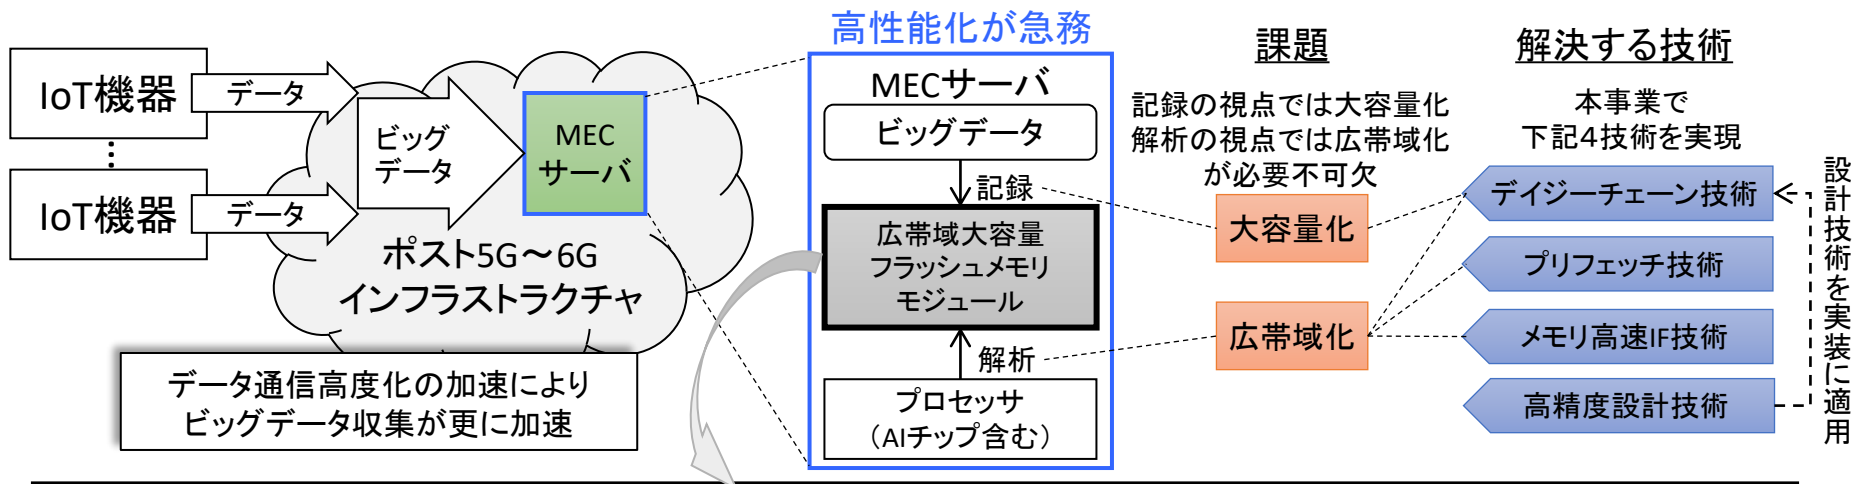 IoT機器
データ
IoT機器
データ
ビッグ
データ
MEC
サーバ
ポスト5G～6G
インフラストラクチャ
データ通信高度化の加速により
ビッグデータ収集が更に加速
高性能化が急務
MECサーバ
ビッグデータ
記録
広帯域大容量
フラッシュメモリ
モジュール
解析
プロセッサ
（AIチップ含む）
課題
記録の視点では大容量化
解析の視点では広帯域化
が必要不可欠
大容量化
広帯域化
解決する技術
本事業で
下記４技術を実現
デイジーチェーン技術
プリフェッチ技術
メモリ高速IF技術
高精度設計技術
設計技術を実装に適用